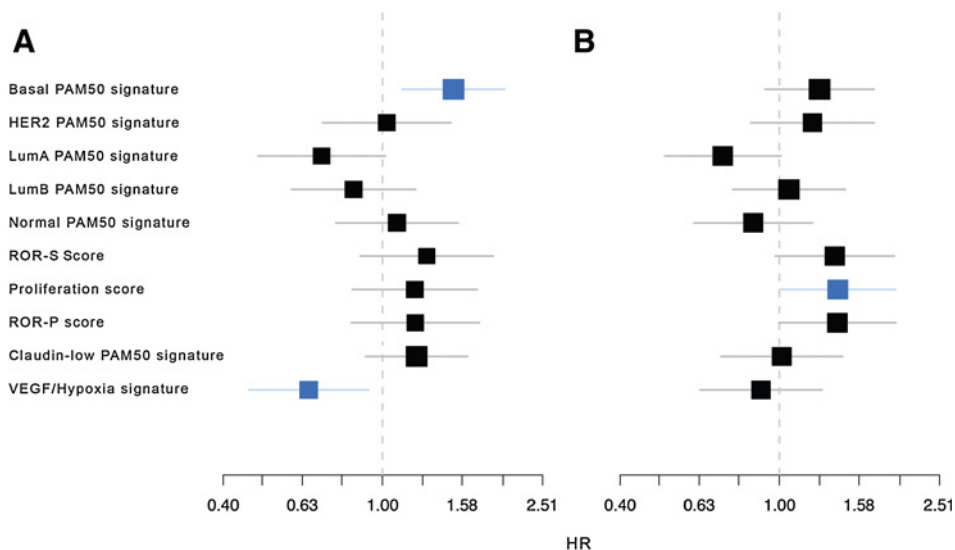 A B
Basal PAM50 signature
HER2 PAM50 signature
LumA PAM50 signature
LumB PAM50 signature
Normal PAM50 signature
ROR-S Score
Proliferation score
ROR-P score
Claudin-low PAM50 signature
VEGF/Hypoxia signature
0.40 0.63 1.00 1.58 2.51 0.40 0.63 1.00 1.58 2.51
HR